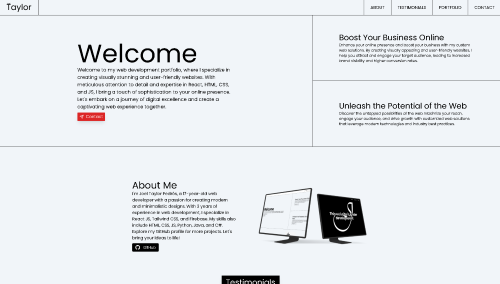 Taylor
ABOUT
TESTIMONIALS
PORTFOLIO
CONTACT
Welcome
Welcome to my web development portfolio, where I specialize in
creating visually stunning and user-friendly websites. With
meticulous attention to detail and expertise in React, HTML, CSS,
and JS, I bring a touch of sophistication to your online presence.
Let's embark on a journey of digital excellence and create a
captivating web experience together.
Contact
Boost Your Business Online
Enhance your online presence and boost your business with my custom
web solutions. By creating visually appealing and user-friendly websites, I
help you attract and engage your target audience, leading to increased
brand visibility and higher conversion rates.
Unleash the Potential of the Web
Discover the untapped possibilities of the web. Maximize your reach,
engage your audience, and drive growth with customized web solutions
that leverage modern technologies and industry best practices.
About Me
I'm Joel Taylor Pedrós, a 17-year-old web
developer with a passion for creating modern
and minimalistic designs. With 3 years of
experience in web development, I specialize in
React JS, Tailwind CSS, and Firebase. My skills also
include HTML, CSS, JS, Python, Java, and C#.
Explore my GitHub profile for more projects. Let's
bring your ideas to life!
GitHub
Testimonials